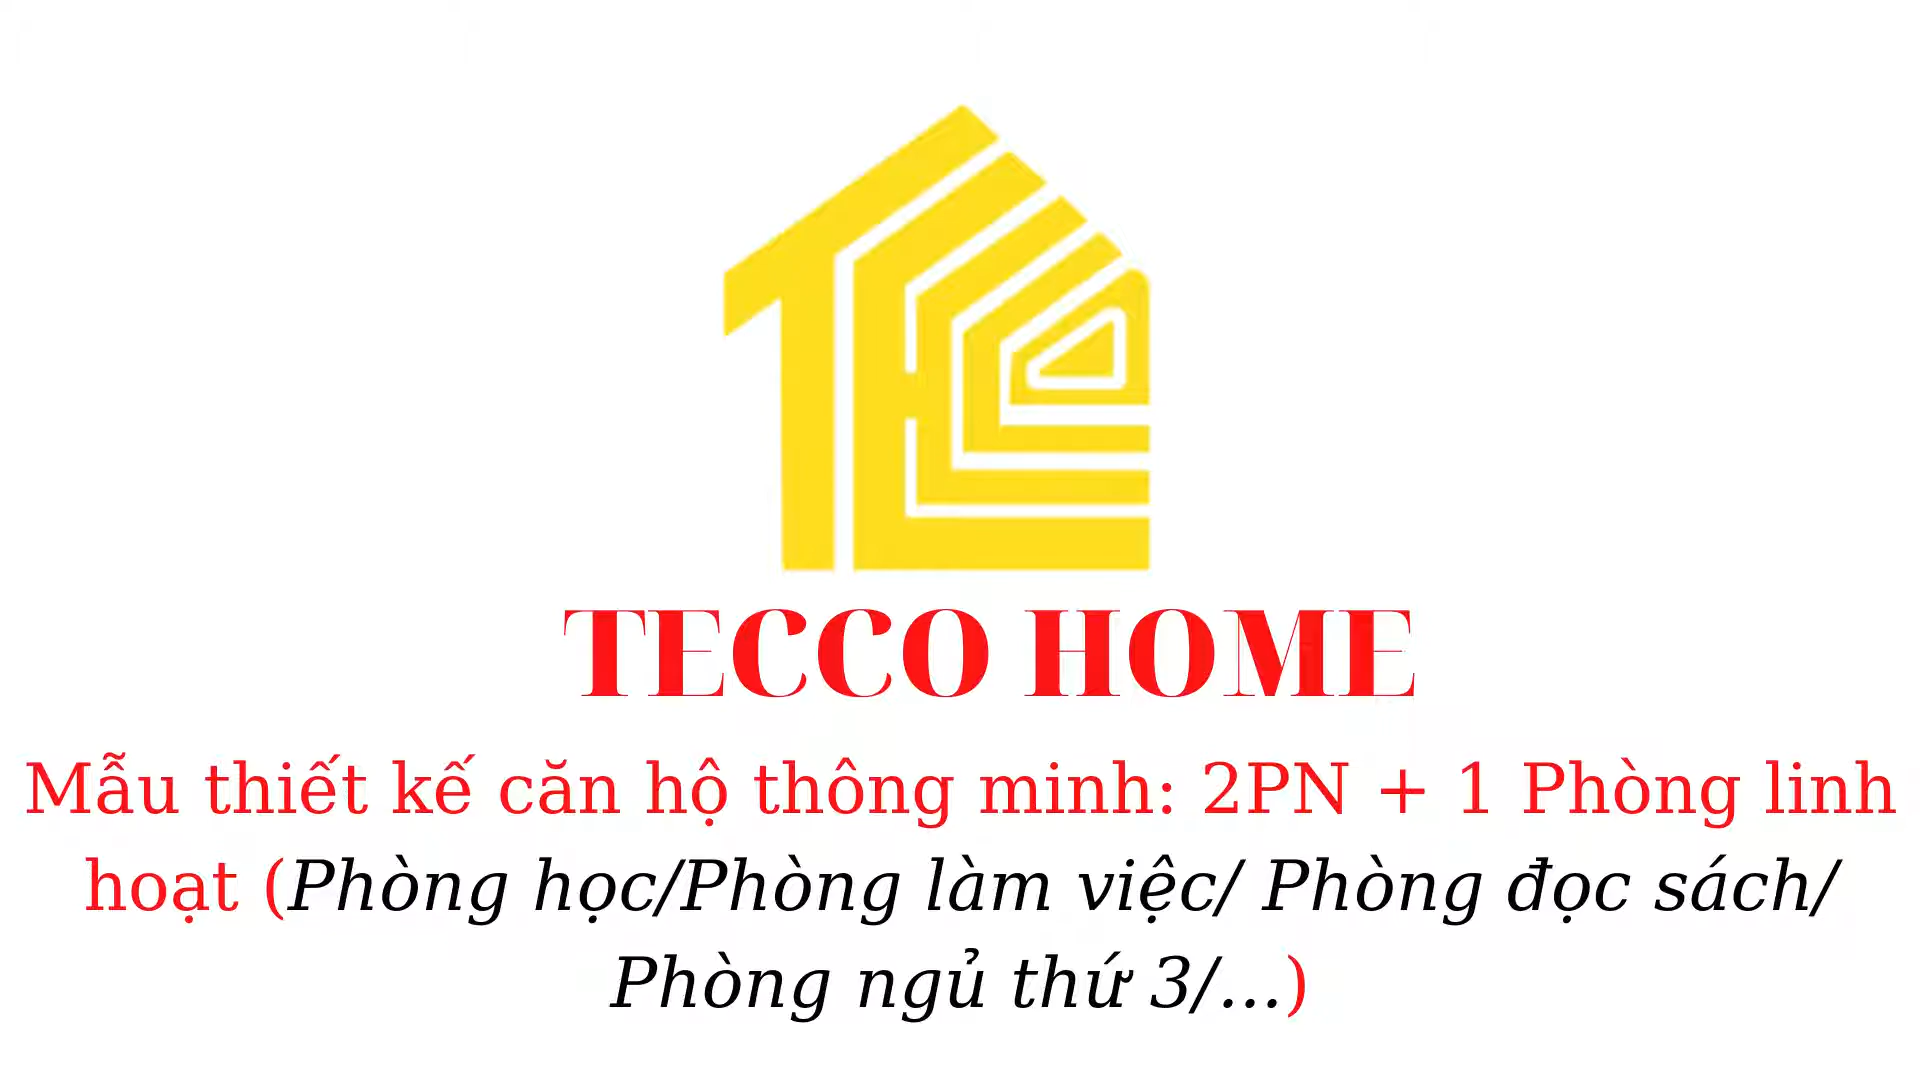 TECCO HOME
Mẫu thiết kế căn hộ thông minh: 2PN + 1 Phòng linh
hoạt (Phòng học/Phòng làm việc/ Phòng đọc sách/
Phòng ngủ thứ 3/...)